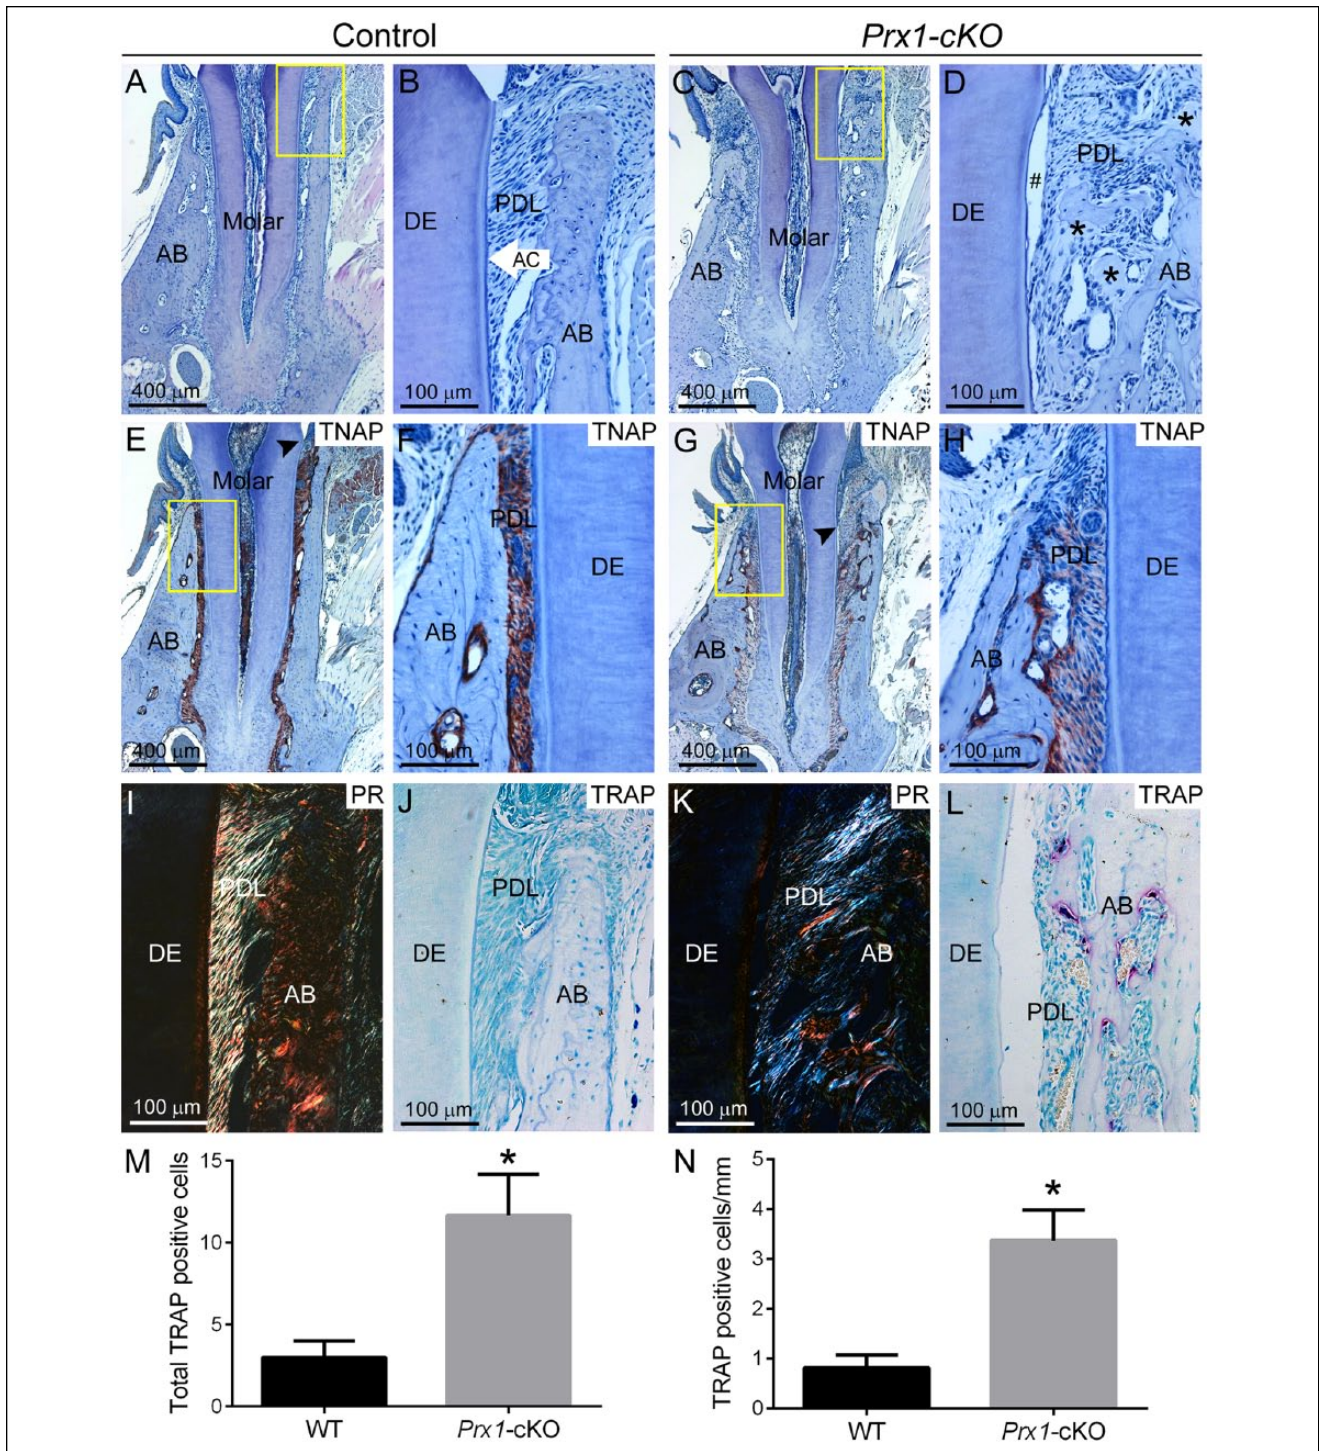 Control Prx1-cKO
A B C D
Molar AB 400 μm
DE PDL AC AB 100 μm
Molar AB 400 μm
DE # PDL * * * AB 100 μm
E TNAP F TNAP G TNAP H TNAP
Molar AB 400 μm
PDL DE AB 100 μm
Molar AB 400 μm
PDL DE AB 100 μm
I PR J TRAP K PR L TRAP
PDL DE AB 100 μm
PDL DE AB 100 μm
PDL DE AB 100 μm
AB DE PDL 100 μm
M
Total TRAP positive cells
15
10
5
0
*
WT Prx1-cKO
N
TRAP positive cells/mm
5
4
3
2
1
0
*
WT Prx1-cKO